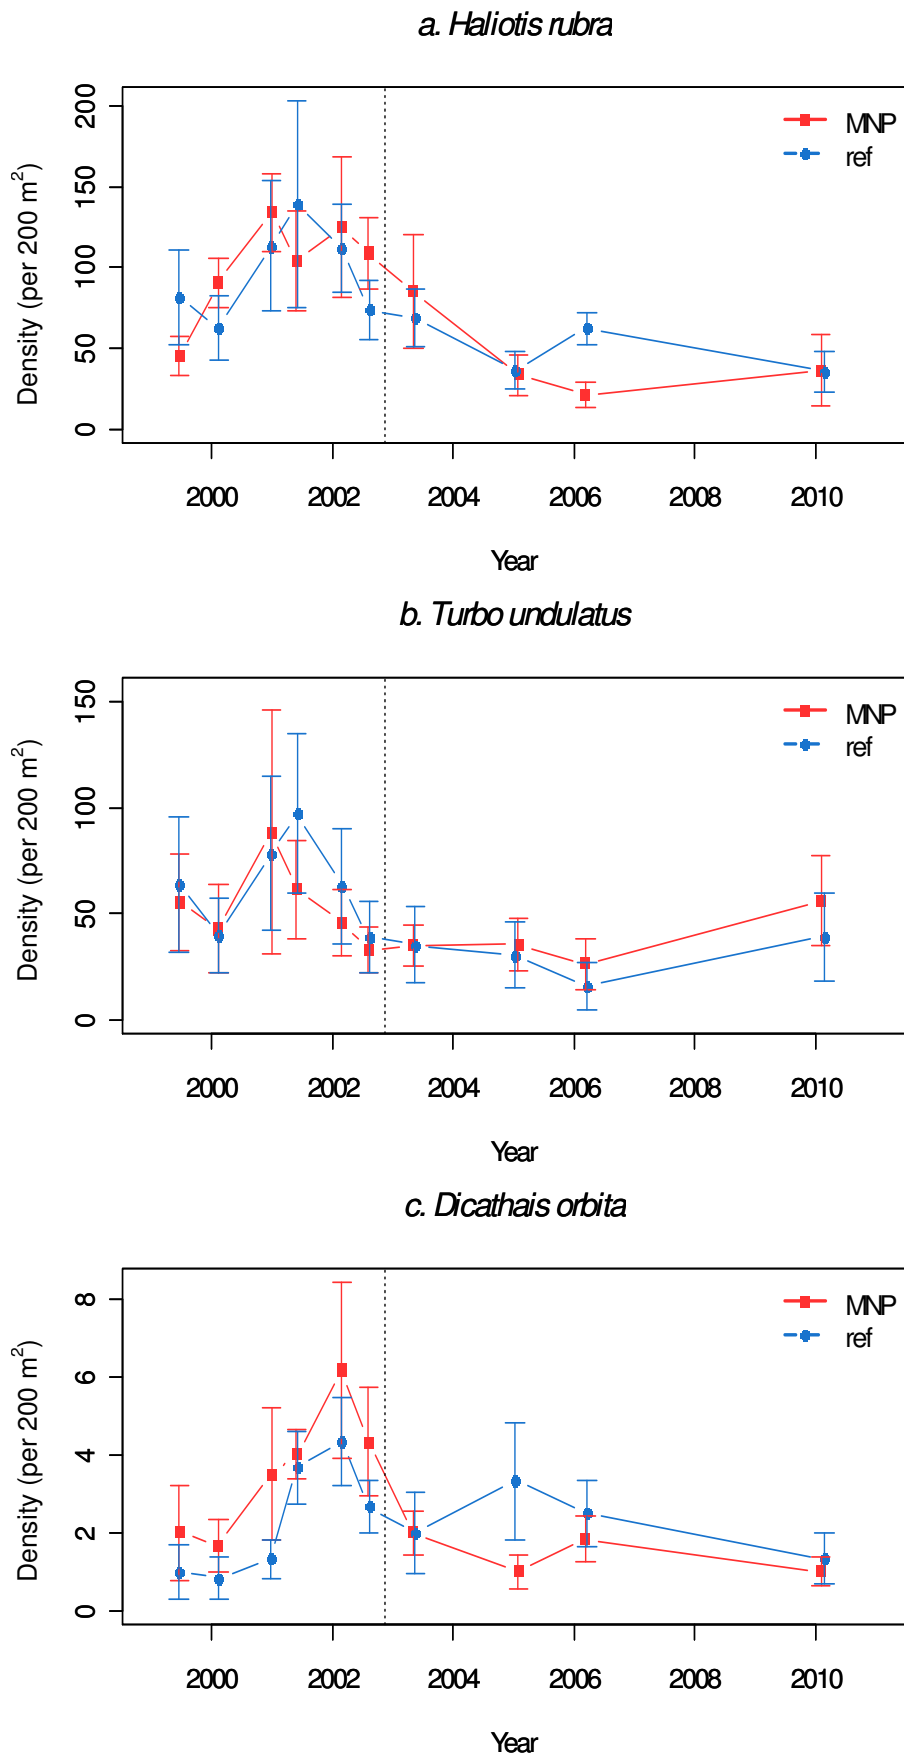 a. Haliotis rubra
Density (per 200 m²)
200
150
100
50
0
MNP
ref
2000 2002 2004 2006 2008 2010
Year
b. Turbo undulatus
Density (per 200 m²)
150
100
50
0
MNP
ref
2000 2002 2004 2006 2008 2010
Year
c. Dicathais orbita
Density (per 200 m²)
8
6
4
2
0
MNP
ref
2000 2002 2004 2006 2008 2010
Year